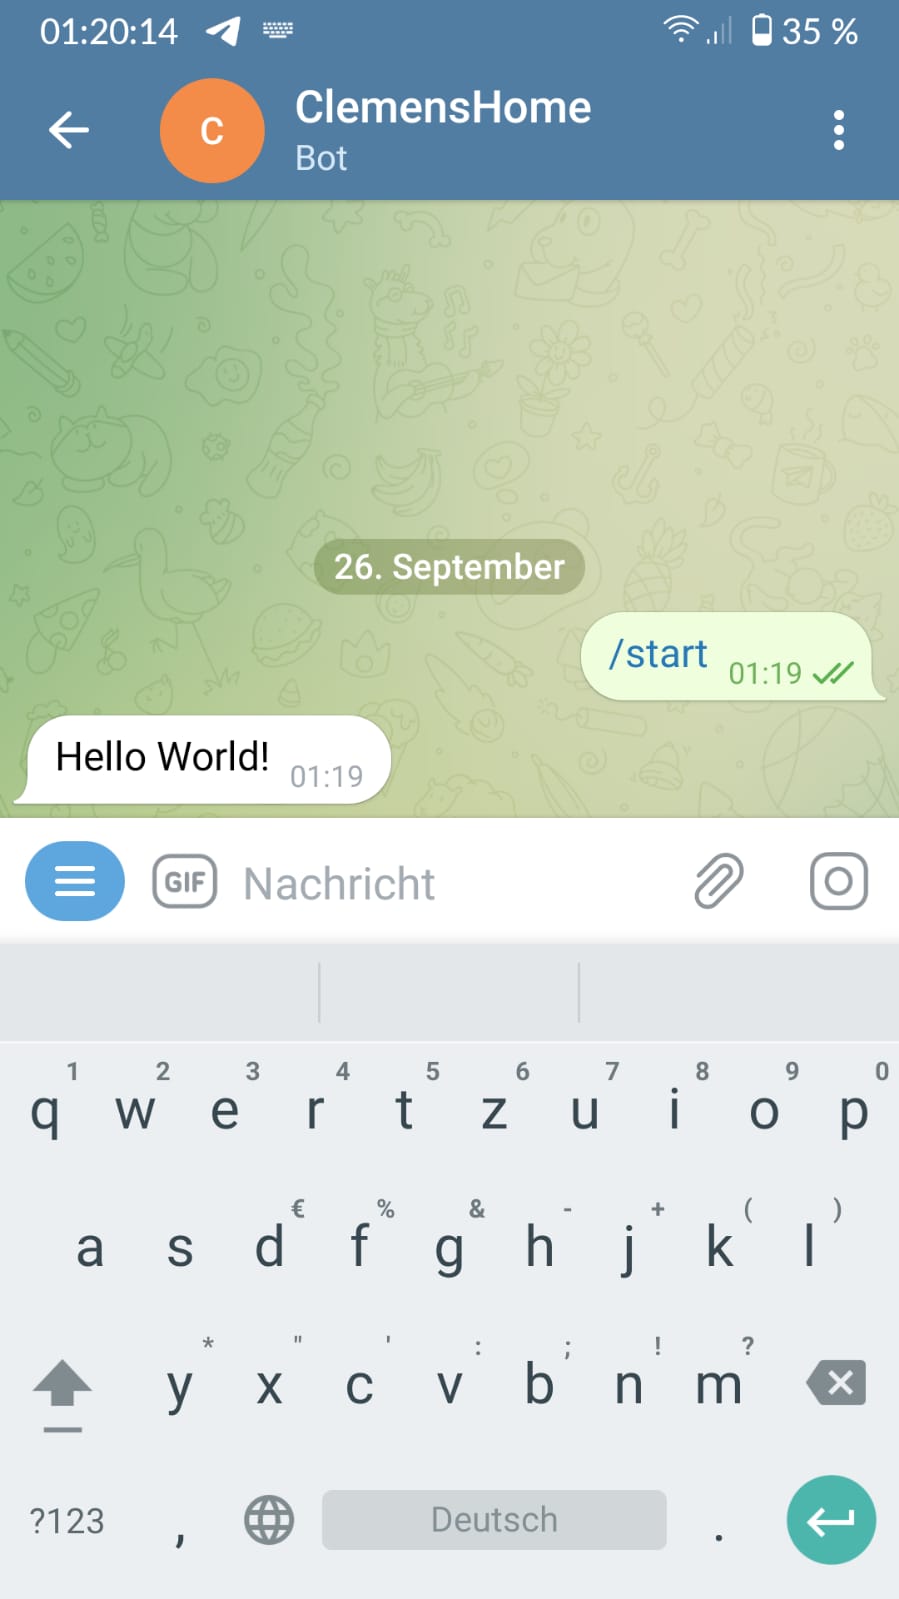 01:20:14 35 %
C ClemensHome
Bot
26. September
/start 01:19
Hello World! 01:19
GIF Nachricht
1 2 3 4 5 6 7 8 9 0
q w e r t z u i o p
€ % & - + ( )
a s d f g h j k l
* " ' : ; ! ?
y x c v b n m
?123 , Deutsch .